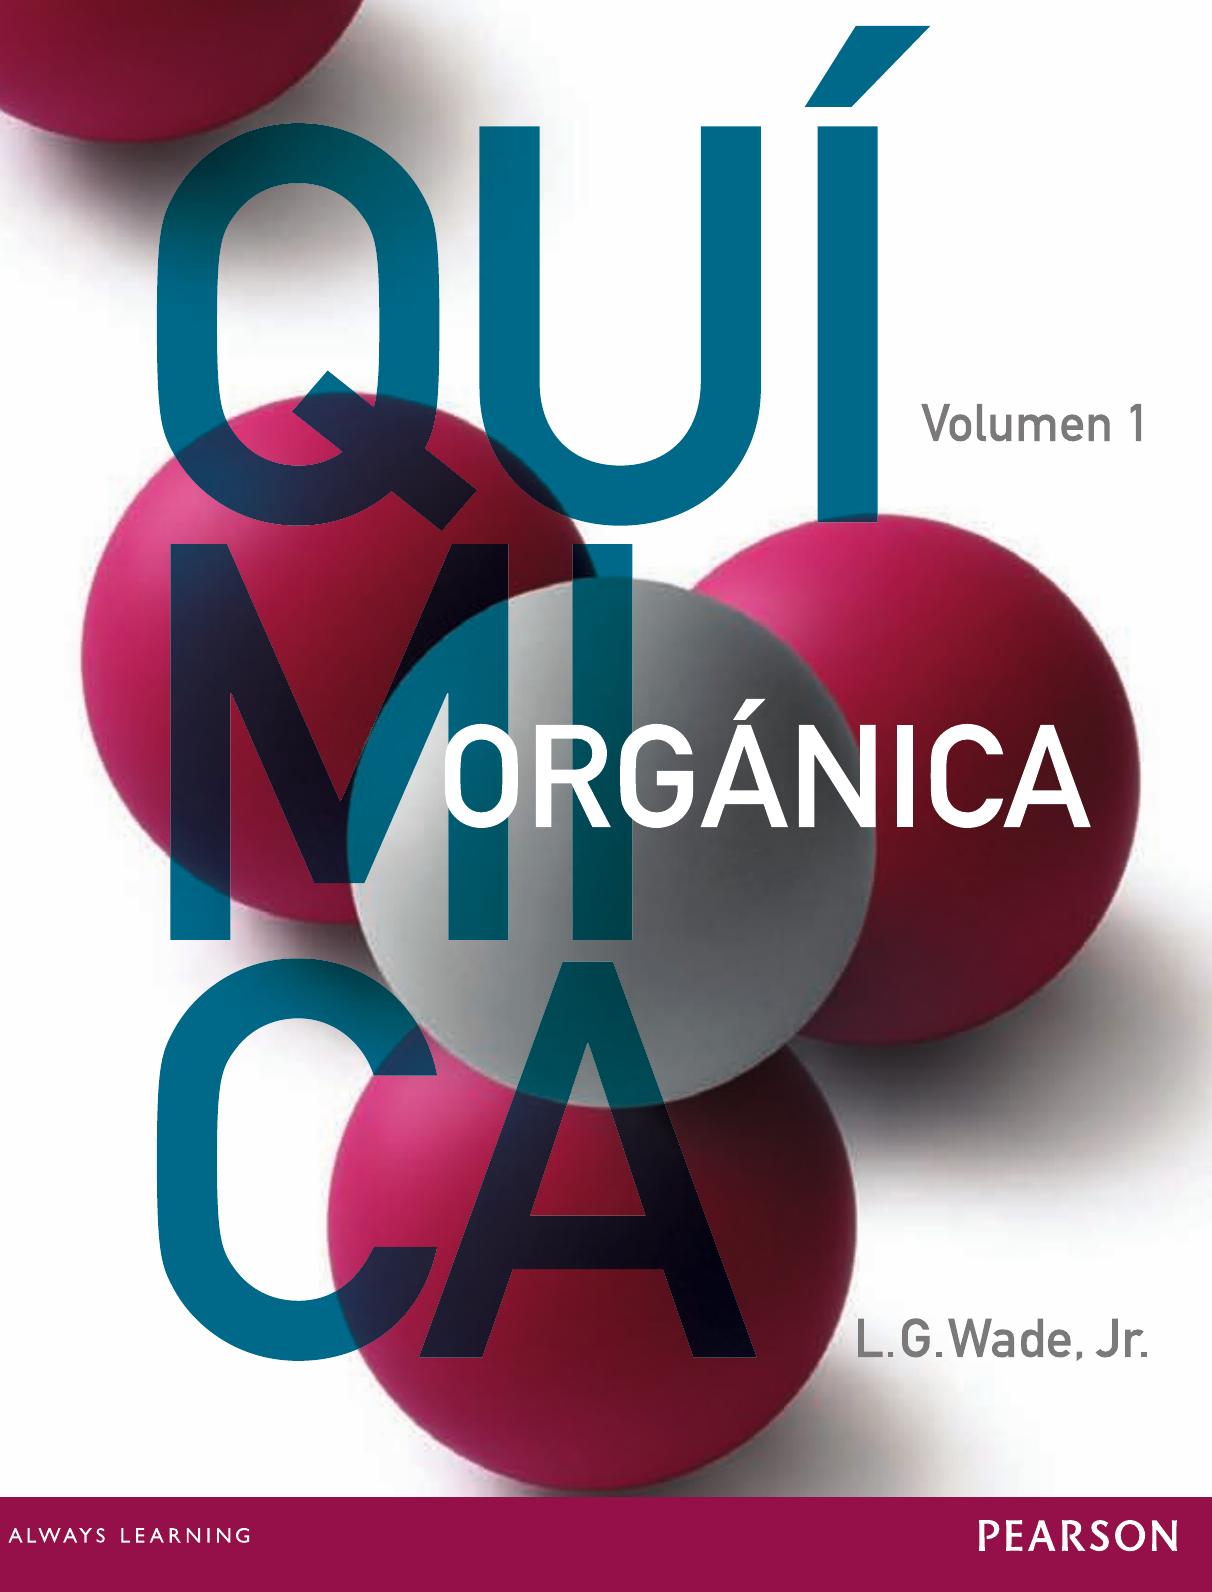 QUÍ
Volumen 1
MI
ORGÁNICA
CA
L.G.Wade, Jr.
ALWAYS LEARNING
PEARSON